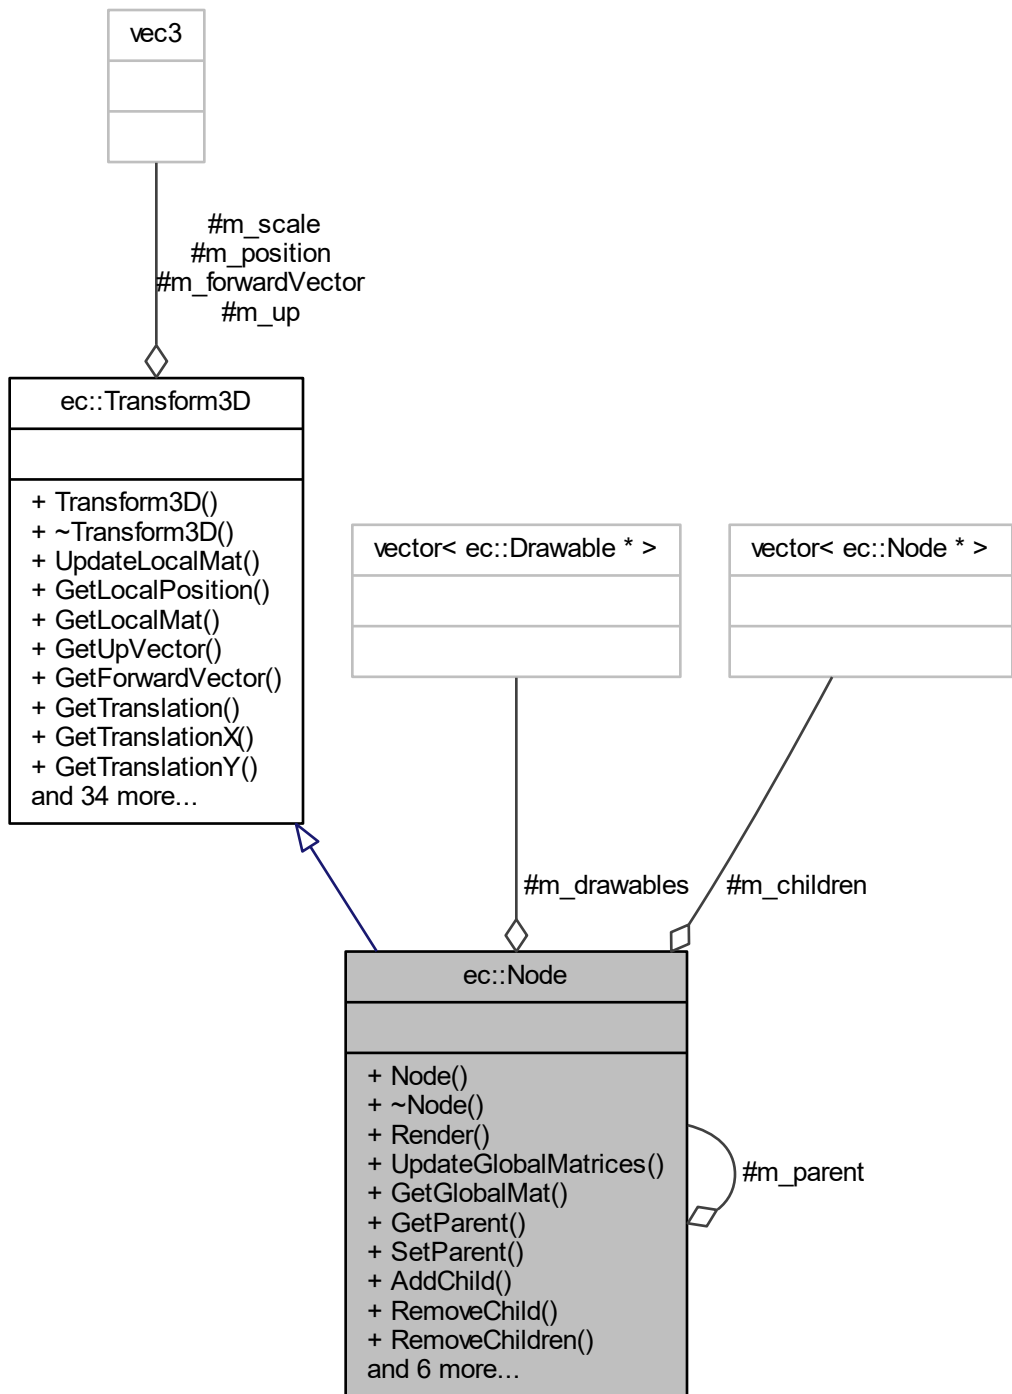 vec3
#m_scale
#m_position
#m_forwardVector
#m_up
ec::Transform3D
+ Transform3D()
+ ~Transform3D()
+ UpdateLocalMat()
+ GetLocalPosition()
+ GetLocalMat()
+ GetUpVector()
+ GetForwardVector()
+ GetTranslation()
+ GetTranslationX()
+ GetTranslationY()
and 34 more...
vector< ec::Drawable * >
vector< ec::Node * >
#m_drawables
#m_children
ec::Node
+ Node()
+ ~Node()
+ Render()
+ UpdateGlobalMatrices()
+ GetGlobalMat()
+ GetParent()
+ SetParent()
+ AddChild()
+ RemoveChild()
+ RemoveChildren()
and 6 more...
#m_parent